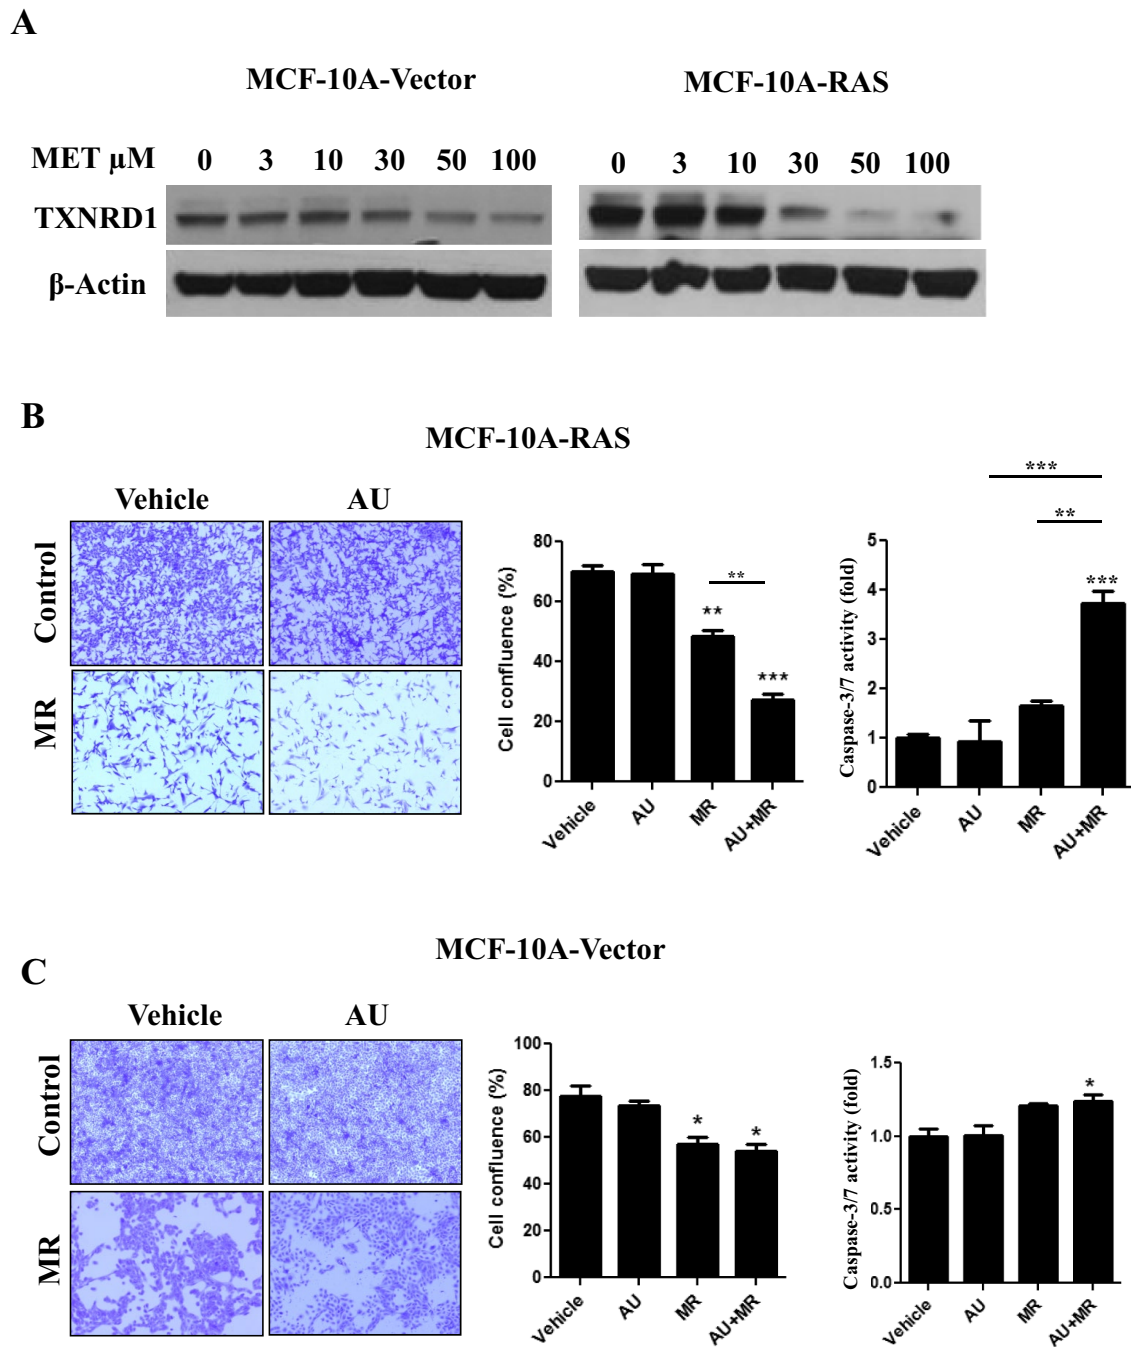 A
MCF-10A-Vector
MCF-10A-RAS
MET µM 0 3 10 30 50 100
0 3 10 30 50 100
TXNRD1
β-Actin
B
MCF-10A-RAS
Vehicle AU
Control
MR
Cell confluence (%)
80
60
40
20
0
**
**
***
Vehicle AU MR AU+MR
Caspase-3/7 activity (fold)
5
4
3
2
1
0
***
**
***
Vehicle AU MR AU+MR
C
MCF-10A-Vector
Vehicle AU
Control
MR
Cell confluence (%)
100
80
60
40
20
0
*
*
Vehicle AU MR AU+MR
Caspase-3/7 activity (fold)
1.5
1.0
0.5
0.0
*
Vehicle AU MR AU+MR